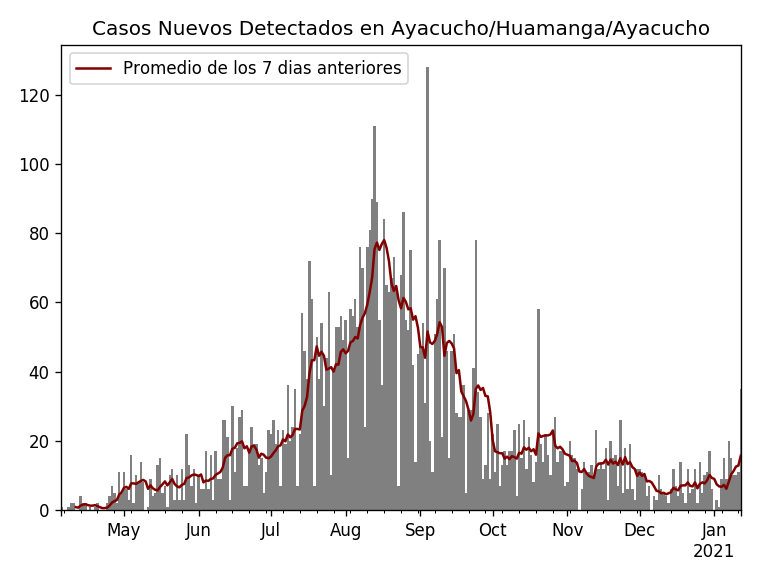 Casos Nuevos Detectados en Ayacucho/Huamanga/Ayacucho
Promedio de los 7 dias anteriores
120
100
80
60
40
20
0
May Jun Jul Aug Sep Oct Nov Dec Jan
2021